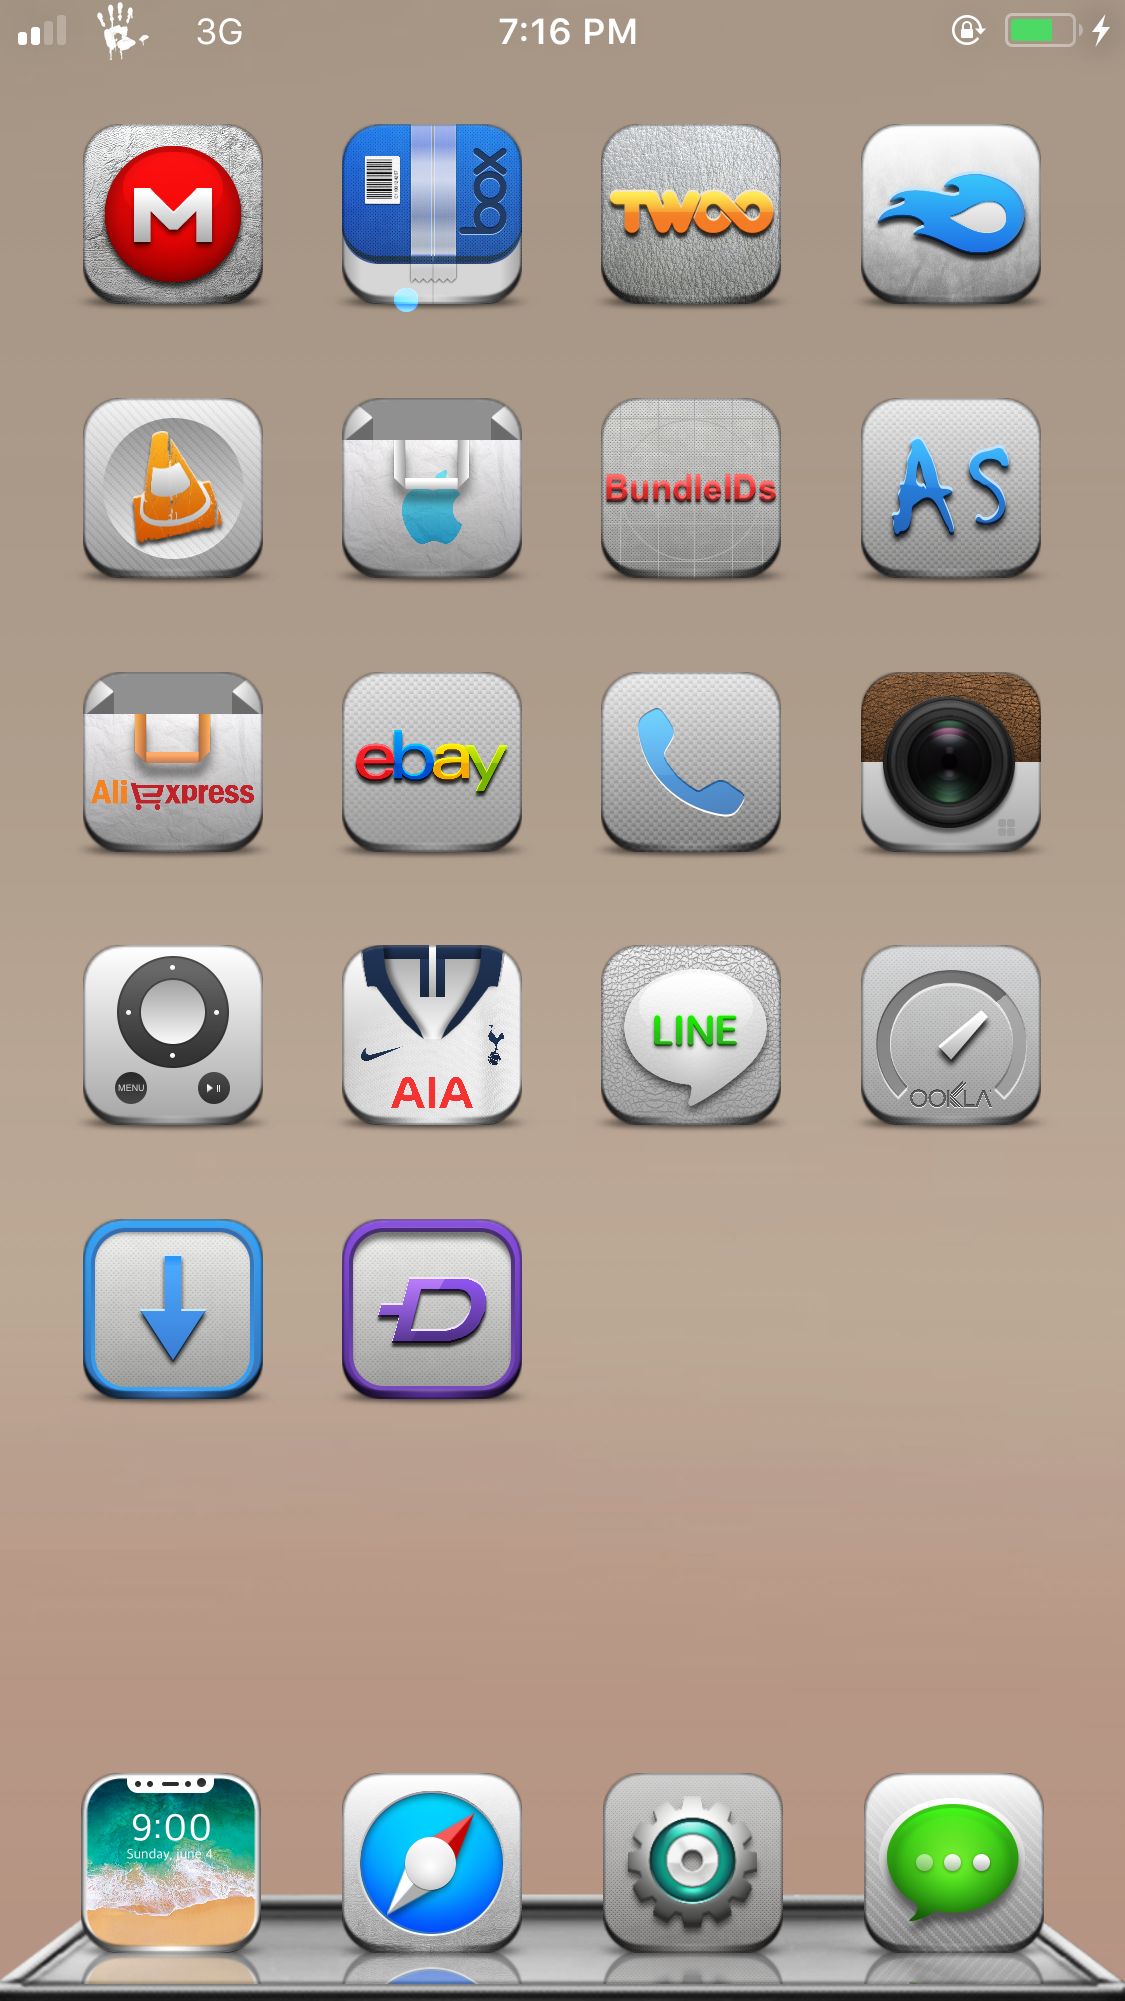 3G
7:16 PM
M
box
TWOO
BundleIDs
As
AliExpress
ebay
MENU
AIA
LINE
OOKLA
9:00
Sunday, june 4